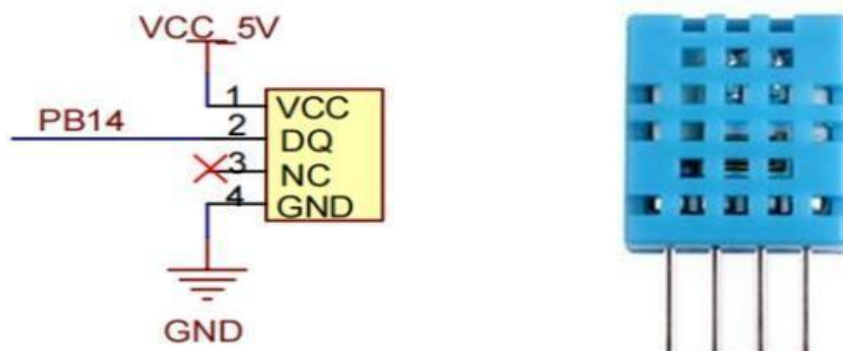 VCC_5V
1 VCC
PB14 2 DQ
3 NC
4 GND
GND